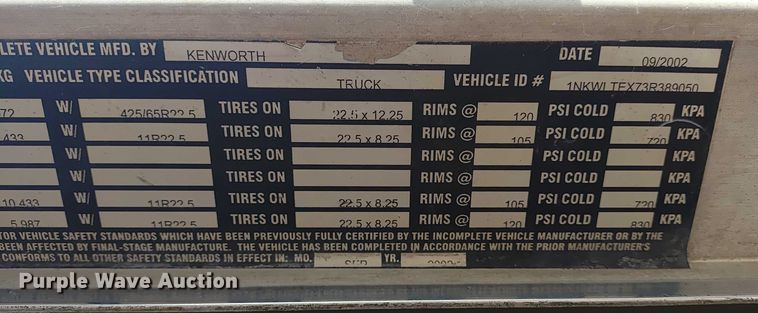 LETE VEHICLE MFD. BY KENWORTH DATE 09/2002
KG VEHICLE TYPE CLASSIFICATION TRUCK VEHICLE ID # 1NKWLTEX73R389050
72 W/ 425/65R22.5 TIRES ON 22.5 x 12.25 RIMS @ 120 PSI COLD 830 KPA
433 W/ 11R22.5 TIRES ON 22.5 x 8.25 RIMS @ 105 PSI COLD 720 KPA
W/ TIRES ON RIMS @ PSI COLD KPA
W/ TIRES ON RIMS @ PSI COLD KPA
10,433 W/ 11R22.5 TIRES ON 22.5 x 8.25 RIMS @ 105 PSI COLD 720 KPA
5,987 W/ 11R22.5 TIRES ON 22.5 x 8.25 RIMS @ 120 PSI COLD 830 KPA
TOR VEHICLE SAFETY STANDARDS WHICH HAVE BEEN PREVIOUSLY FULLY CERTIFIED BY THE INCOMPLETE VEHICLE MANUFACTURER OR BY THE
BEEN AFFECTED BY FINAL-STAGE MANUFACTURE. THE VEHICLE HAS BEEN COMPLETED IN ACCORDANCE WITH THE PRIOR MANUFACTURER'S
CONFORMS TO ALL OTHER SAFETY STANDARDS IN EFFECT IN: MO. SEP YR. 2002
Purple Wave Auction